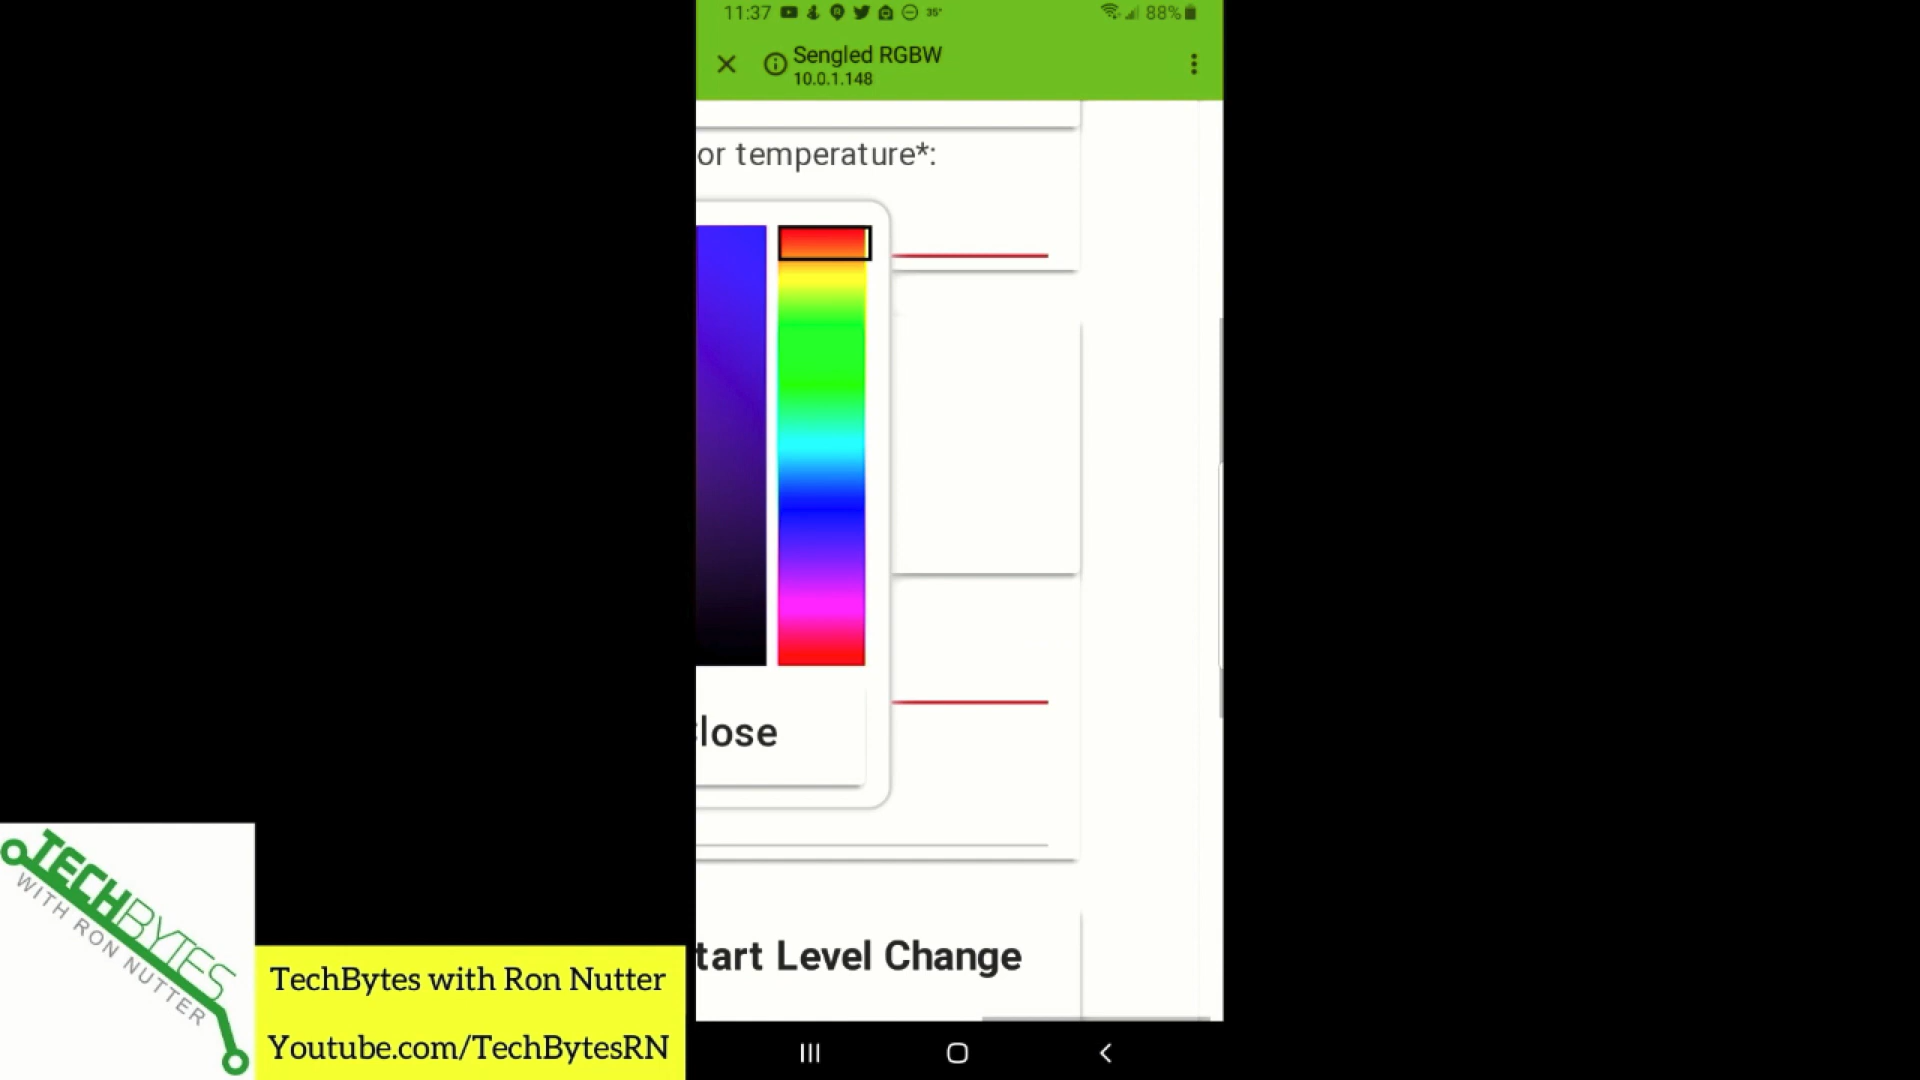 11:37
35°
88%
Sengled RGBW
10.0.1.148
or temperature*:
lose
tart Level Change
TECHBYTES
WITH RON NUTTER
TechBytes with Ron Nutter
Youtube.com/TechBytesRN